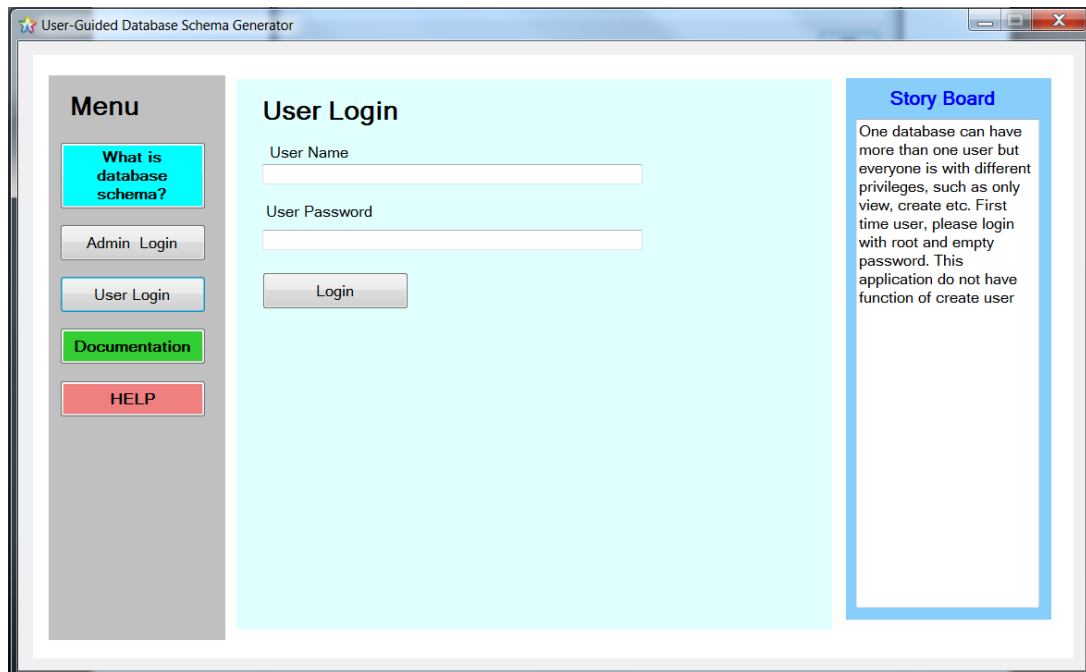 User-Guided Database Schema Generator
Menu
What is
database
schema?
Admin Login
User Login
Documentation
HELP
User Login
User Name
User Password
Login
Story Board
One database can have
more than one user but
everyone is with different
privileges, such as only
view, create etc. First
time user, please login
with root and empty
password. This
application do not have
function of create user